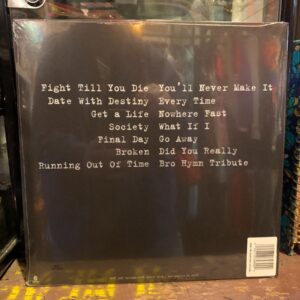 Fight Till You Die You'll Never Make It
Date With Destiny Every Time
Get a Life Nowhere Fast
Society What If I
Final Day Go Away
Broken Did You Really
Running Out Of Time Bro Hymn Tribute